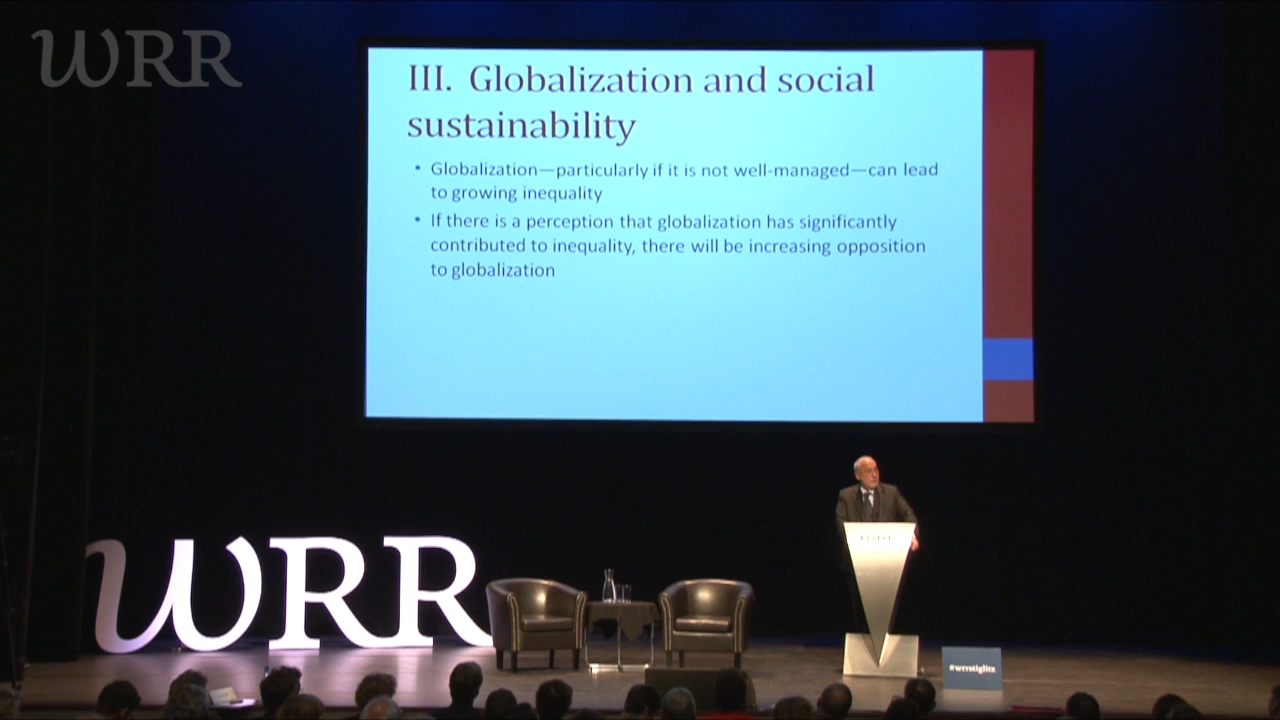 WRR
III. Globalization and social
sustainability
• Globalization—particularly if it is not well-managed—can lead
to growing inequality
• If there is a perception that globalization has significantly
contributed to inequality, there will be increasing opposition
to globalization
WRR
#wrrstiglitz